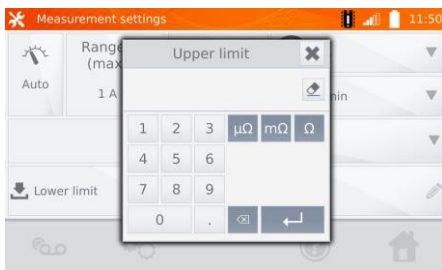 Measurement settings
11:50
Auto
Range
(max
1 A
Upper limit
min
1 2 3 μΩ mΩ Ω
4 5 6
7 8 9
0 .
Lower limit